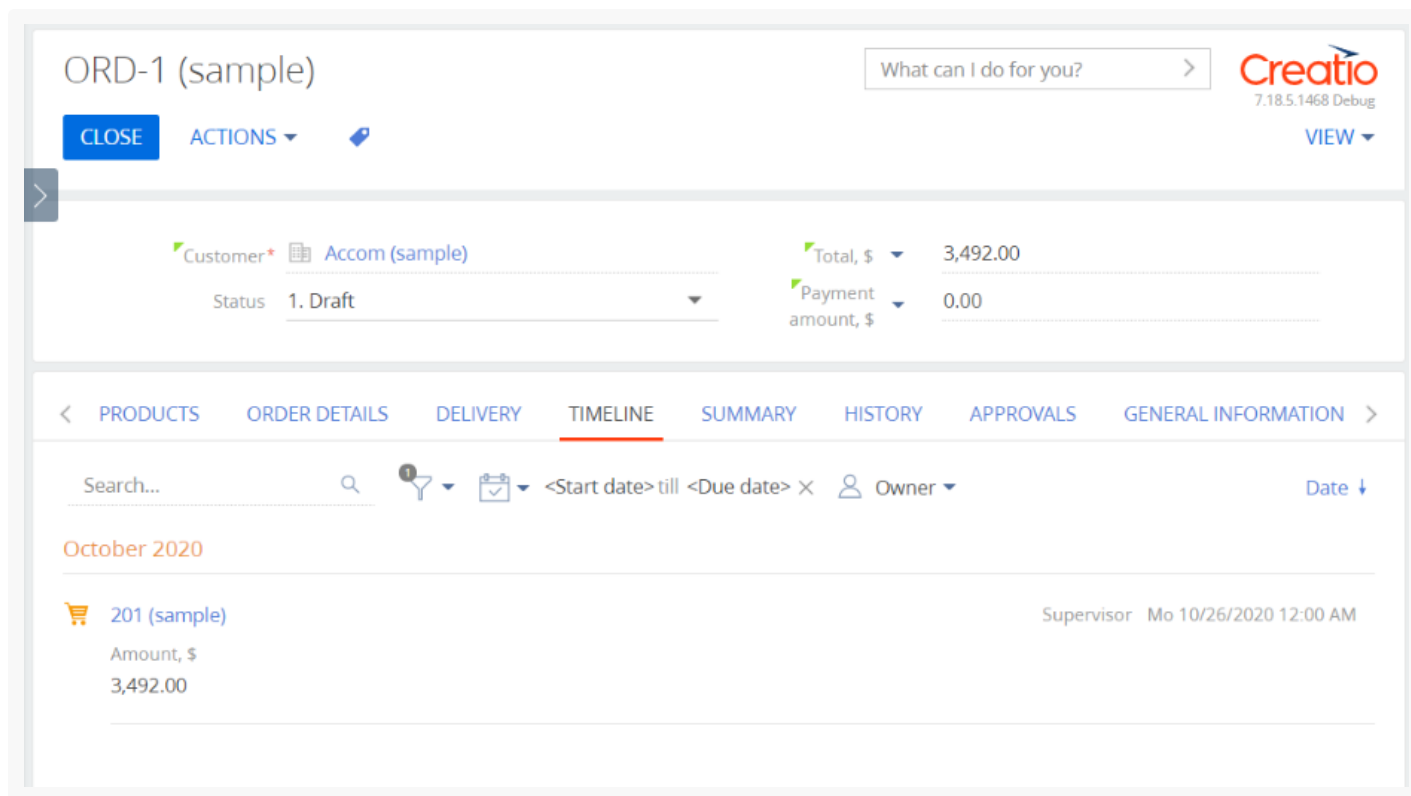 ORD-1 (sample)
What can I do for you?
Creatio
7.18.5.1468 Debug
CLOSE
ACTIONS
VIEW
Customer*
Accom (sample)
Total, $
3,492.00
Status
1. Draft
Payment
amount, $
0.00
PRODUCTS
ORDER DETAILS
DELIVERY
TIMELINE
SUMMARY
HISTORY
APPROVALS
GENERAL INFORMATION
Search...
1
<Start date> till <Due date>
Owner
Date
October 2020
201 (sample)
Supervisor
Mo 10/26/2020 12:00 AM
Amount, $
3,492.00